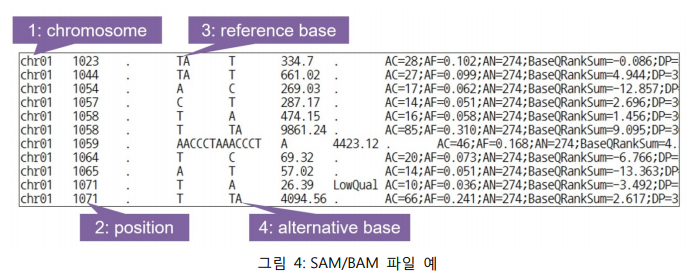 1: chromosome
3: reference base
chr01 1023 . TA T 334.7 . AC=28;AF=0.102;AN=274;BaseQRankSum=-0.086;DP=
chr01 1044 . TA T 661.02 . AC=27;AF=0.099;AN=274;BaseQRankSum=-4.944;DP=3
chr01 1054 . A C 269.03 . AC=17;AF=0.062;AN=274;BaseQRankSum=-12.857;DP=
chr01 1057 . C T 287.17 . AC=14;AF=0.051;AN=274;BaseQRankSum=2.696;DP=3
chr01 1058 . T A 474.15 . AC=16;AF=0.058;AN=274;BaseQRankSum=1.456;DP=3
chr01 1058 . T TA 9861.24 . AC=85;AF=0.310;AN=274;BaseQRankSum=9.095;DP=3
chr01 1059 . AACCCTAAACCCT A 4423.12 . AC=46;AF=0.168;AN=274;BaseQRankSum=4.
chr01 1064 . T C 69.32 . AC=20;AF=0.073;AN=274;BaseQRankSum=-6.766;DP=
chr01 1065 . A T 57.02 . AC=14;AF=0.051;AN=274;BaseQRankSum=-13.363;DP=
chr01 1071 . T A 26.39 LowQual AC=10;AF=0.036;AN=274;BaseQRankSum=-3.492;DP=
chr01 1071 . T TA 4094.56 . AC=66;AF=0.241;AN=274;BaseQRankSum=2.617;DP=3
2: position
4: alternative base
그림 4: SAM/BAM 파일 예